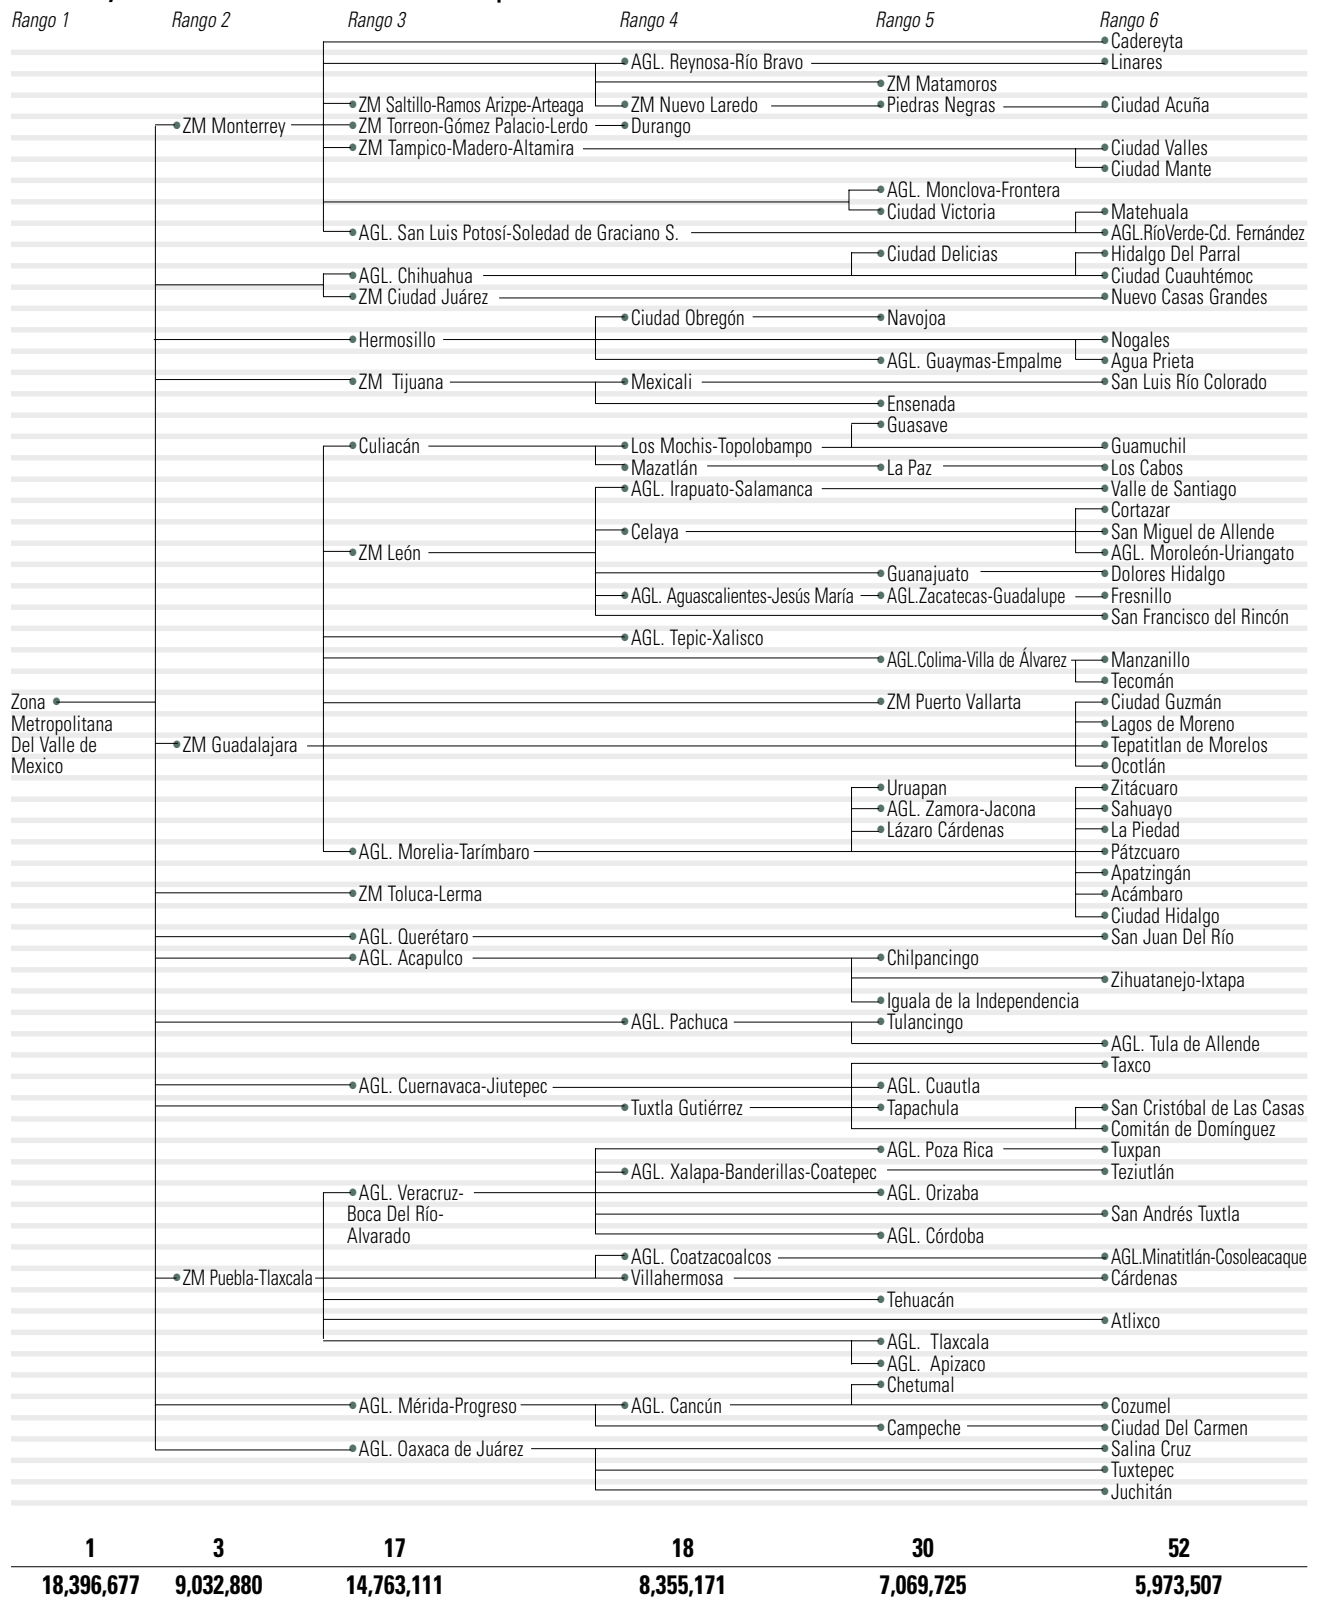 Rango 1 Rango 2 Rango 3 Rango 4 Rango 5 Rango 6
Cadereyta
AGL. Reynosa-Río Bravo Linares
ZM Matamoros
ZM Saltillo-Ramos Arizpe-Arteaga ZM Nuevo Laredo Piedras Negras Ciudad Acuña
ZM Monterrey ZM Torreon-Gómez Palacio-Lerdo Durango
ZM Tampico-Madero-Altamira Ciudad Valles
Ciudad Mante
AGL. Monclova-Frontera
Ciudad Victoria Matehuala
AGL. San Luis Potosí-Soledad de Graciano S. AGL.RíoVerde-Cd. Fernández
Ciudad Delicias Hidalgo Del Parral
AGL. Chihuahua Ciudad Cuauhtémoc
ZM Ciudad Juárez Nuevo Casas Grandes
Ciudad Obregón Navojoa
Hermosillo Nogales
AGL. Guaymas-Empalme Agua Prieta
ZM Tijuana Mexicali San Luis Río Colorado
Ensenada
Guasave
Culiacán Los Mochis-Topolobampo Guamuchil
Mazatlán La Paz Los Cabos
AGL. Irapuato-Salamanca Valle de Santiago
Cortazar
Celaya San Miguel de Allende
ZM León AGL. Moroleón-Uriangato
Guanajuato Dolores Hidalgo
AGL. Aguascalientes-Jesús María AGL.Zacatecas-Guadalupe Fresnillo
San Francisco del Rincón
AGL. Tepic-Xalisco
AGL.Colima-Villa de Álvarez Manzanillo
Tecomán
Zona ZM Puerto Vallarta Ciudad Guzmán
Metropolitana Lagos de Moreno
Del Valle de ZM Guadalajara Tepatitlan de Morelos
Mexico Ocotlán
Uruapan Zitácuaro
AGL. Zamora-Jacona Sahuayo
Lázaro Cárdenas La Piedad
AGL. Morelia-Tarímbaro Pátzcuaro
Apatzingán
ZM Toluca-Lerma Acámbaro
Ciudad Hidalgo
AGL. Querétaro San Juan Del Río
AGL. Acapulco Chilpancingo
Zihuatanejo-Ixtapa
Iguala de la Independencia
AGL. Pachuca Tulancingo
AGL. Tula de Allende
Taxco
AGL. Cuernavaca-Jiutepec AGL. Cuautla
Tuxtla Gutiérrez Tapachula San Cristóbal de Las Casas
Comitán de Domínguez
AGL. Poza Rica Tuxpan
AGL. Xalapa-Banderillas-Coatepec Teziutlán
AGL. Veracruz- AGL. Orizaba
Boca Del Río- San Andrés Tuxtla
Alvarado AGL. Córdoba
AGL. Coatzacoalcos AGL.Minatitlán-Cosoleacaque
ZM Puebla-Tlaxcala Villahermosa Cárdenas
Tehuacán
Atlixco
AGL. Tlaxcala
AGL. Apizaco
Chetumal
AGL. Mérida-Progreso AGL. Cancún Cozumel
Campeche Ciudad Del Carmen
AGL. Oaxaca de Juárez Salina Cruz
Tuxtepec
Juchitán
1 3 17 18 30 52
18,396,677 9,032,880 14,763,111 8,355,171 7,069,725 5,973,507